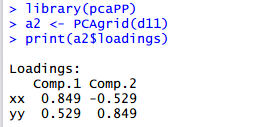 > library(pcaPP)
> a2 <- PCAgrid(d11)
> print(a2$loadings)
Loadings:
   Comp.1 Comp.2
xx  0.849 -0.529
yy  0.529  0.849